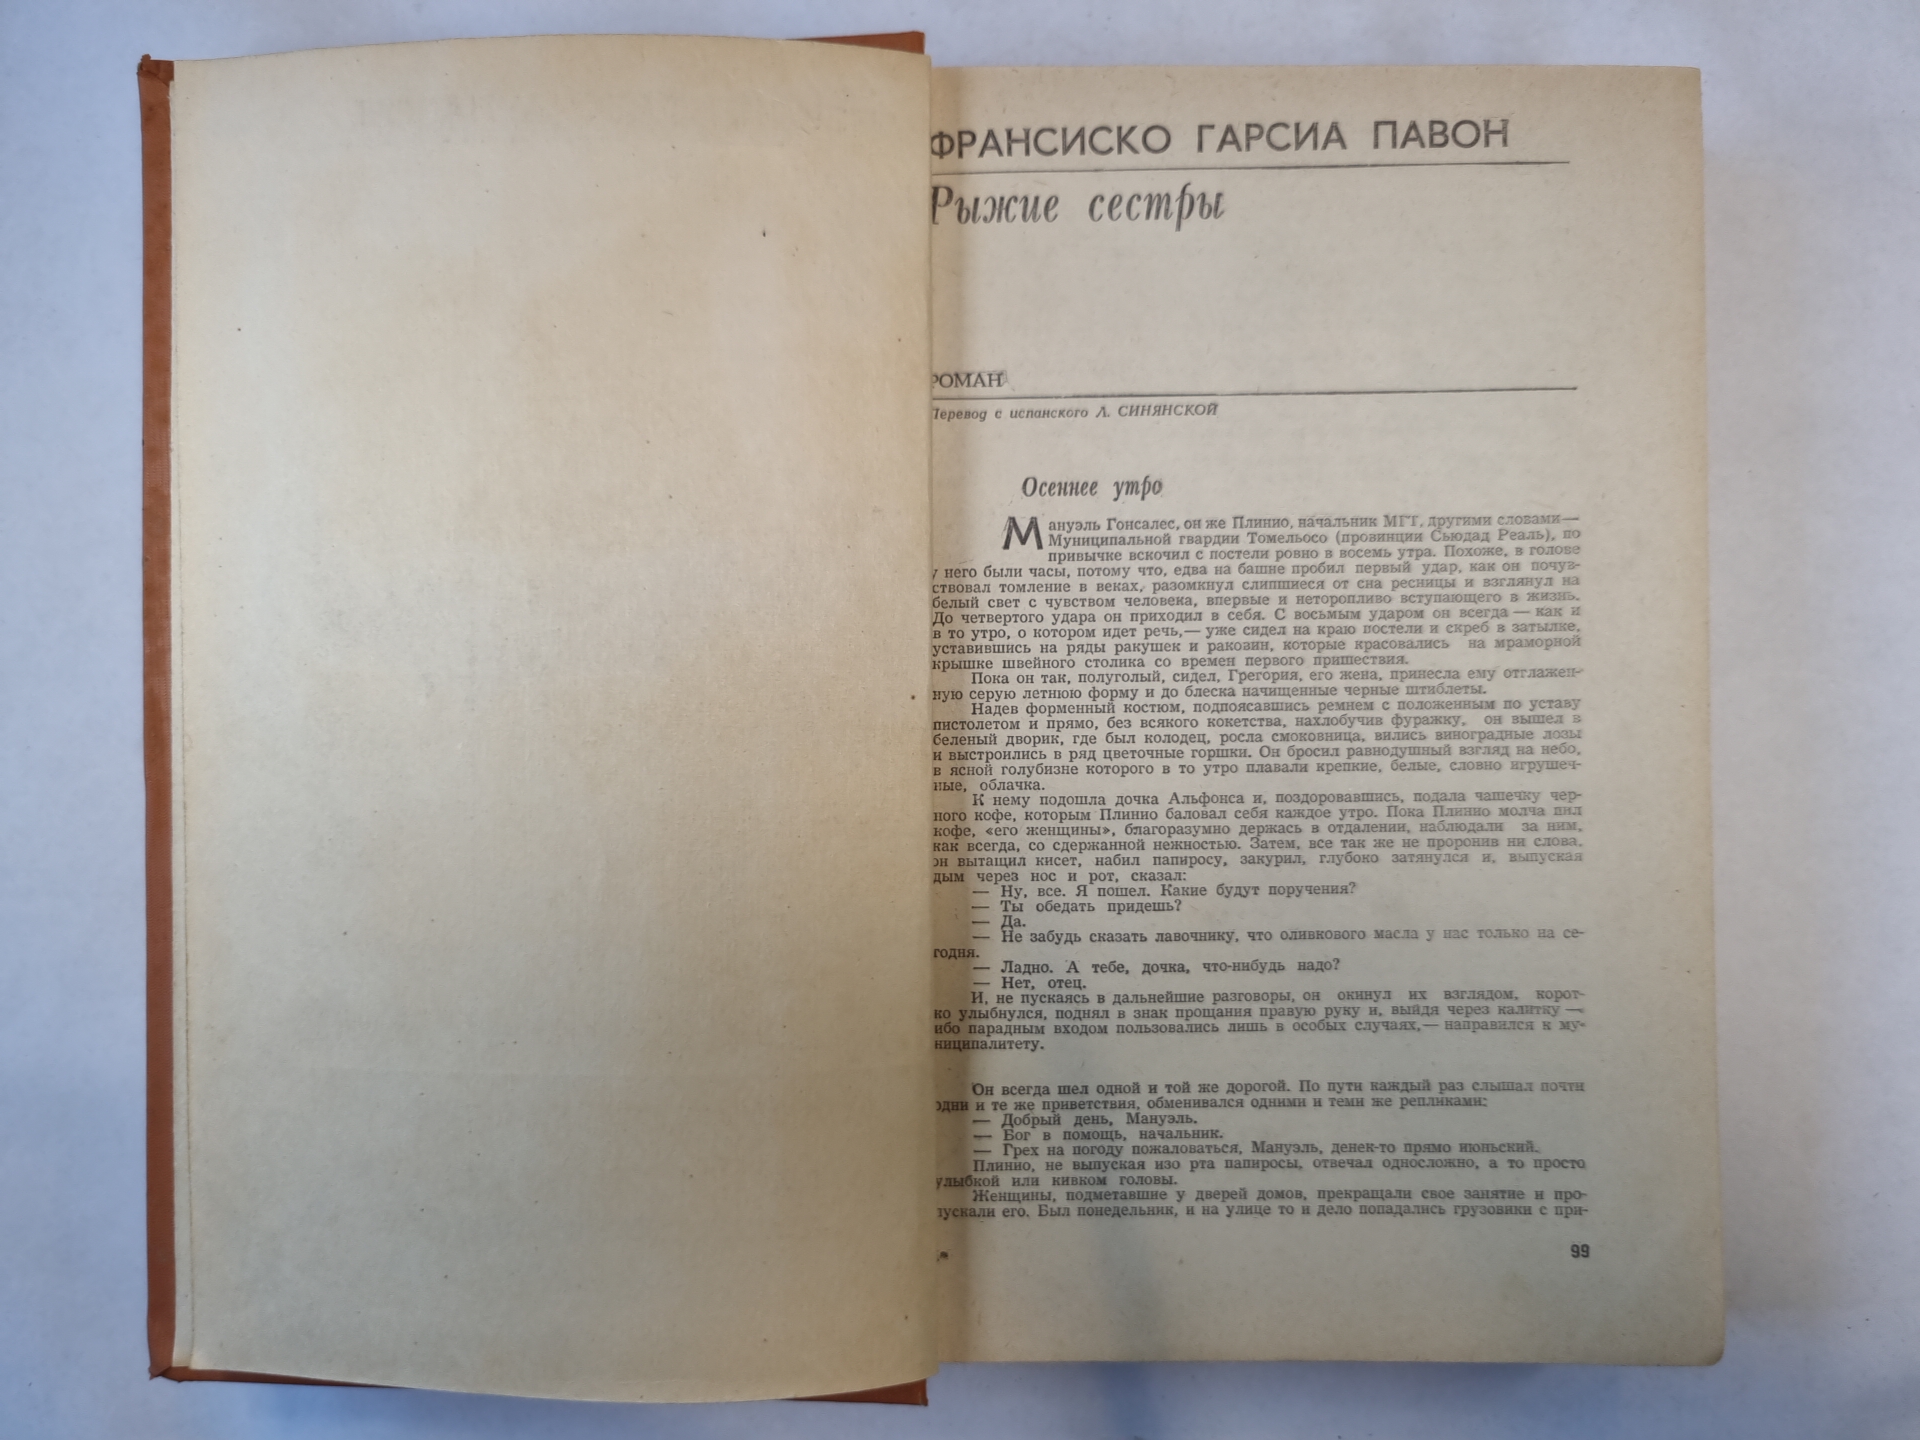 ФРАНСИСКО ГАРСИА ПАВОН
Рыжие сестры
РОМАН
Перевод с испанского Л. СИНЯНСКОЙ
Осеннее утро
Мануэль Гонсалес, он же Плинио, начальник МГТ, другими словами—
Муниципальной гвардии Томельосо (провинции Сьюдад Реаль), по
привычке вскочил с постели ровно в восемь утра. Похоже, в голове
у него были часы, потому что, едва на башне пробил первый удар, как он почув-
ствовал томление в веках, разомкнул слипшиеся от сна ресницы и взглянул на
белый свет с чувством человека, впервые и неторопливо вступающего в жизнь.
До четвертого удара он приходил в себя. С восьмым ударом он всегда — как и
в то утро, о котором идет речь,— уже сидел на краю постели и скреб в затылке,
уставившись на ряды ракушек и раковин, которые красовались на мраморной
крышке швейного столика со времен первого пришествия.
Пока он так, полуголый, сидел, Грегория, его жена, принесла ему отглажен-
ную серую летнюю форму и до блеска начищенные черные штиблеты.
Надев форменный костюм, подпоясавшись ремнем с положенным по уставу
пистолетом и прямо, без всякого кокетства, нахлобучив фуражку, он вышел в
беленый дворик, где был колодец, росла смоковница, вились виноградные лозы
и выстроились в ряд цветочные горшки. Он бросил равнодушный взгляд на небо,
в ясной голубизне которого в то утро плавали крепкие, белые, словно игрушеч-
ные, облачка.
К нему подошла дочка Альфонса и, поздоровавшись, подала чашечку чер-
ного кофе, которым Плинио баловал себя каждое утро. Пока Плинио молча пил
кофе, «его женщины», благоразумно держась в отдалении, наблюдали за ним,
как всегда, со сдержанной нежностью. Затем, все так же не проронив ни слова,
он вытащил кисет, набил папиросу, закурил, глубоко затянулся и, выпуская
дым через нос и рот, сказал:
— Ну, все. Я пошел. Какие будут поручения?
— Ты обедать придешь?
— Да.
— Не забудь сказать лавочнику, что оливкового масла у нас только на се-
годня.
— Ладно. А тебе, дочка, что-нибудь надо?
— Нет, отец.
И, не пускаясь в дальнейшие разговоры, он окинул их взглядом, корот-
ко улыбнулся, поднял в знак прощания правую руку и, выйдя через калитку —
ибо парадным входом пользовались лишь в особых случаях,— направился к му-
ниципалитету.
Он всегда шел одной и той же дорогой. По пути каждый раз слышал почти
одни и те же приветствия, обменивался одними и теми же репликами:
— Добрый день, Мануэль.
— Бог в помощь, начальник.
— Грех на погоду пожаловаться, Мануэль, денек-то прямо июньский.
Плинио, не выпуская изо рта папиросы, отвечал односложно, а то просто
улыбкой или кивком головы.
Женщины, подметавшие у дверей домов, прекращали свое занятие и про-
пускали его. Был понедельник, и на улице то и дело попадались грузовики с при-
99